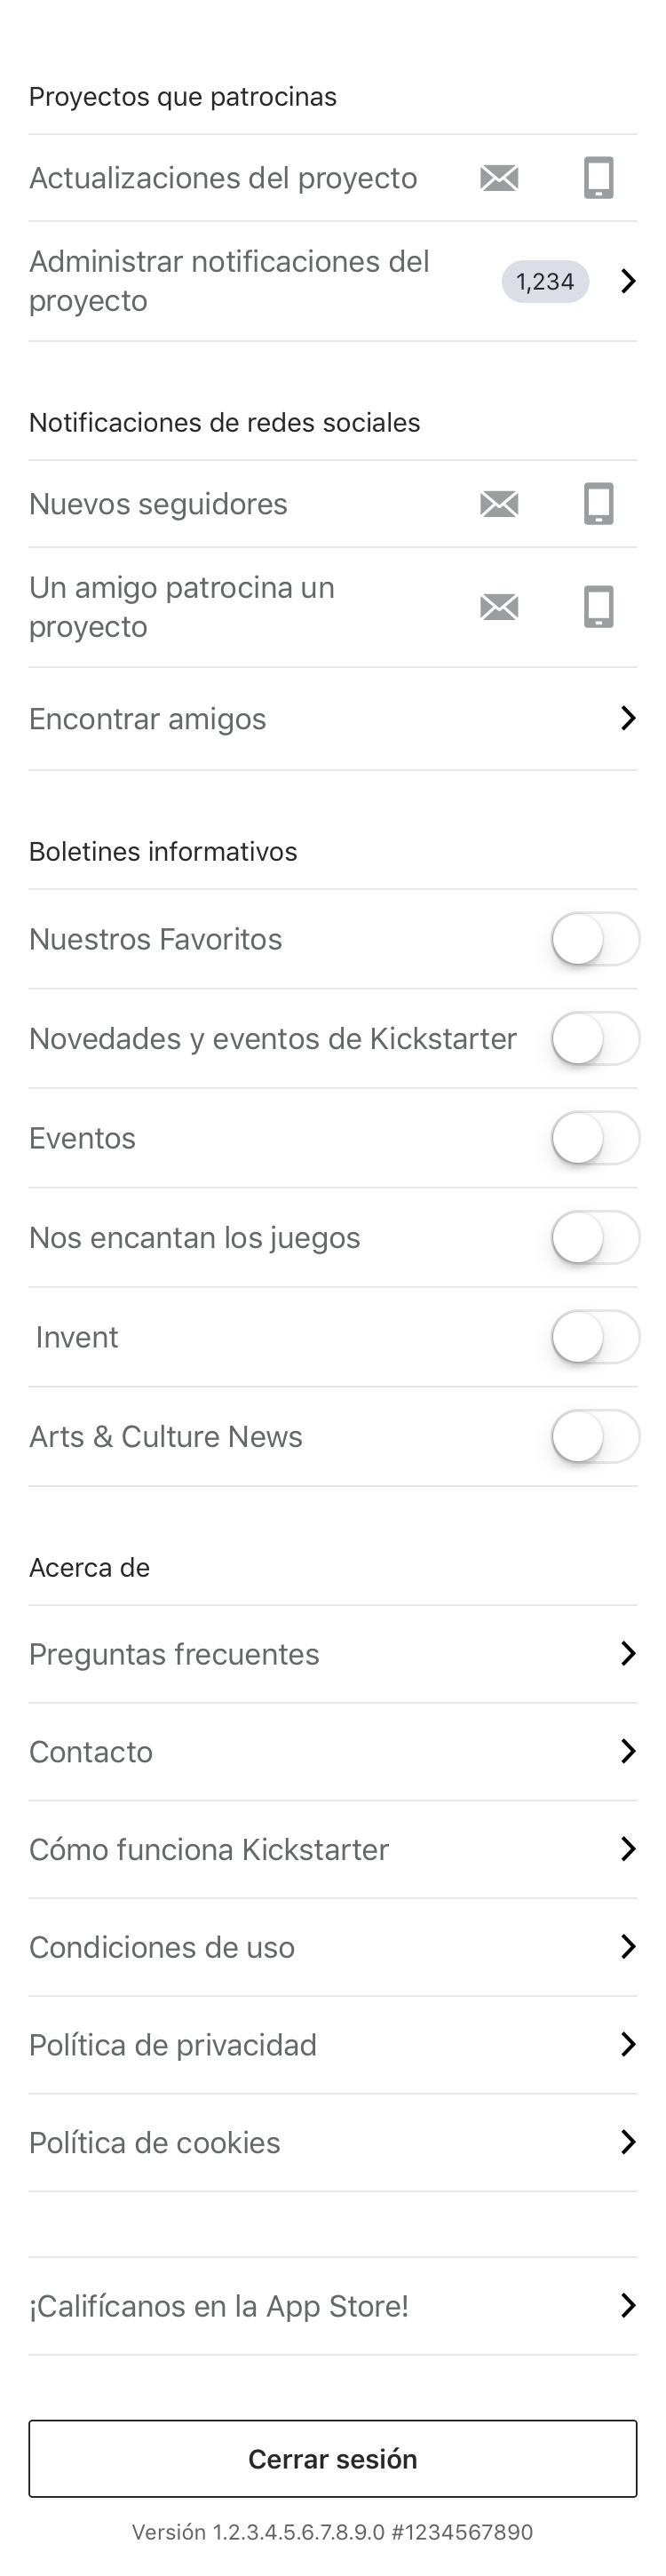 Proyectos que patrocinas
Actualizaciones del proyecto
Administrar notificaciones del
proyecto
1,234
Notificaciones de redes sociales
Nuevos seguidores
Un amigo patrocina un
proyecto
Encontrar amigos
Boletines informativos
Nuestros Favoritos
Novedades y eventos de Kickstarter
Eventos
Nos encantan los juegos
Invent
Arts & Culture News
Acerca de
Preguntas frecuentes
Contacto
Cómo funciona Kickstarter
Condiciones de uso
Política de privacidad
Política de cookies
¡Califícanos en la App Store!
Cerrar sesión
Versión 1.2.3.4.5.6.7.8.9.0 #1234567890